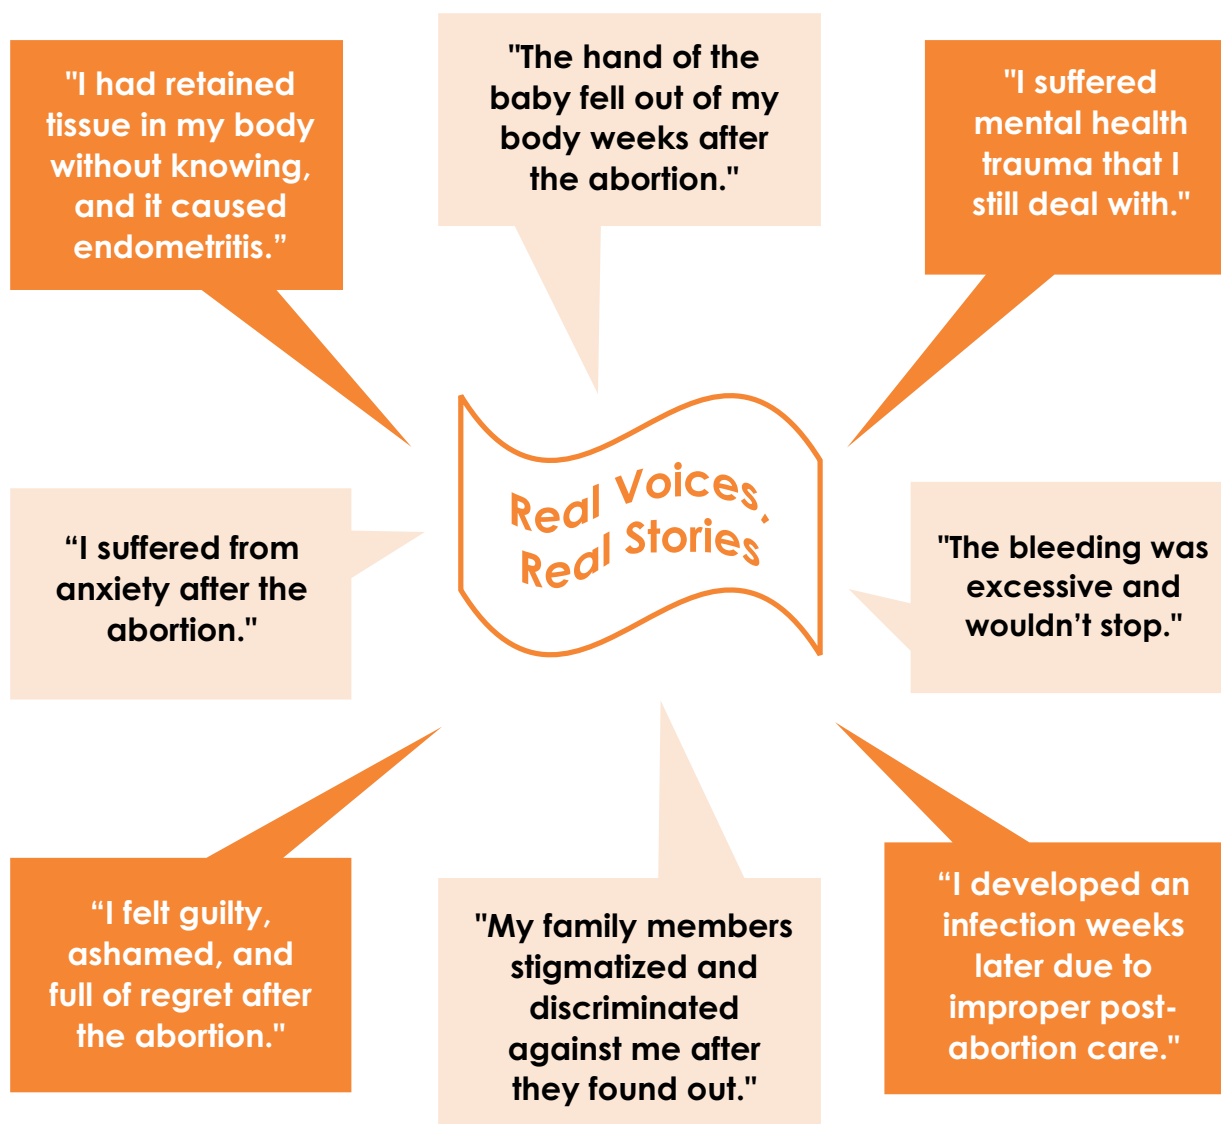 "I had retained
tissue in my body
without knowing,
and it caused
endometritis.”
"The hand of the
baby fell out of my
body weeks after
the abortion."
"I suffered
mental health
trauma that I
still deal with."
“I suffered from
anxiety after the
abortion."
Real Voices.
Real Stories
"The bleeding was
excessive and
wouldn’t stop."
“I felt guilty,
ashamed, and
full of regret after
the abortion."
"My family members
stigmatized and
discriminated
against me after
they found out."
“I developed an
infection weeks
later due to
improper post-
abortion care."